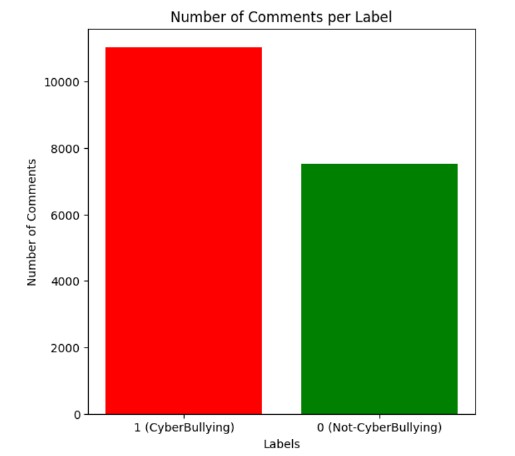 Number of Comments per Label
Number of Comments
10000
8000
6000
4000
2000
0
1 (CyberBullying)
0 (Not-CyberBullying)
Labels